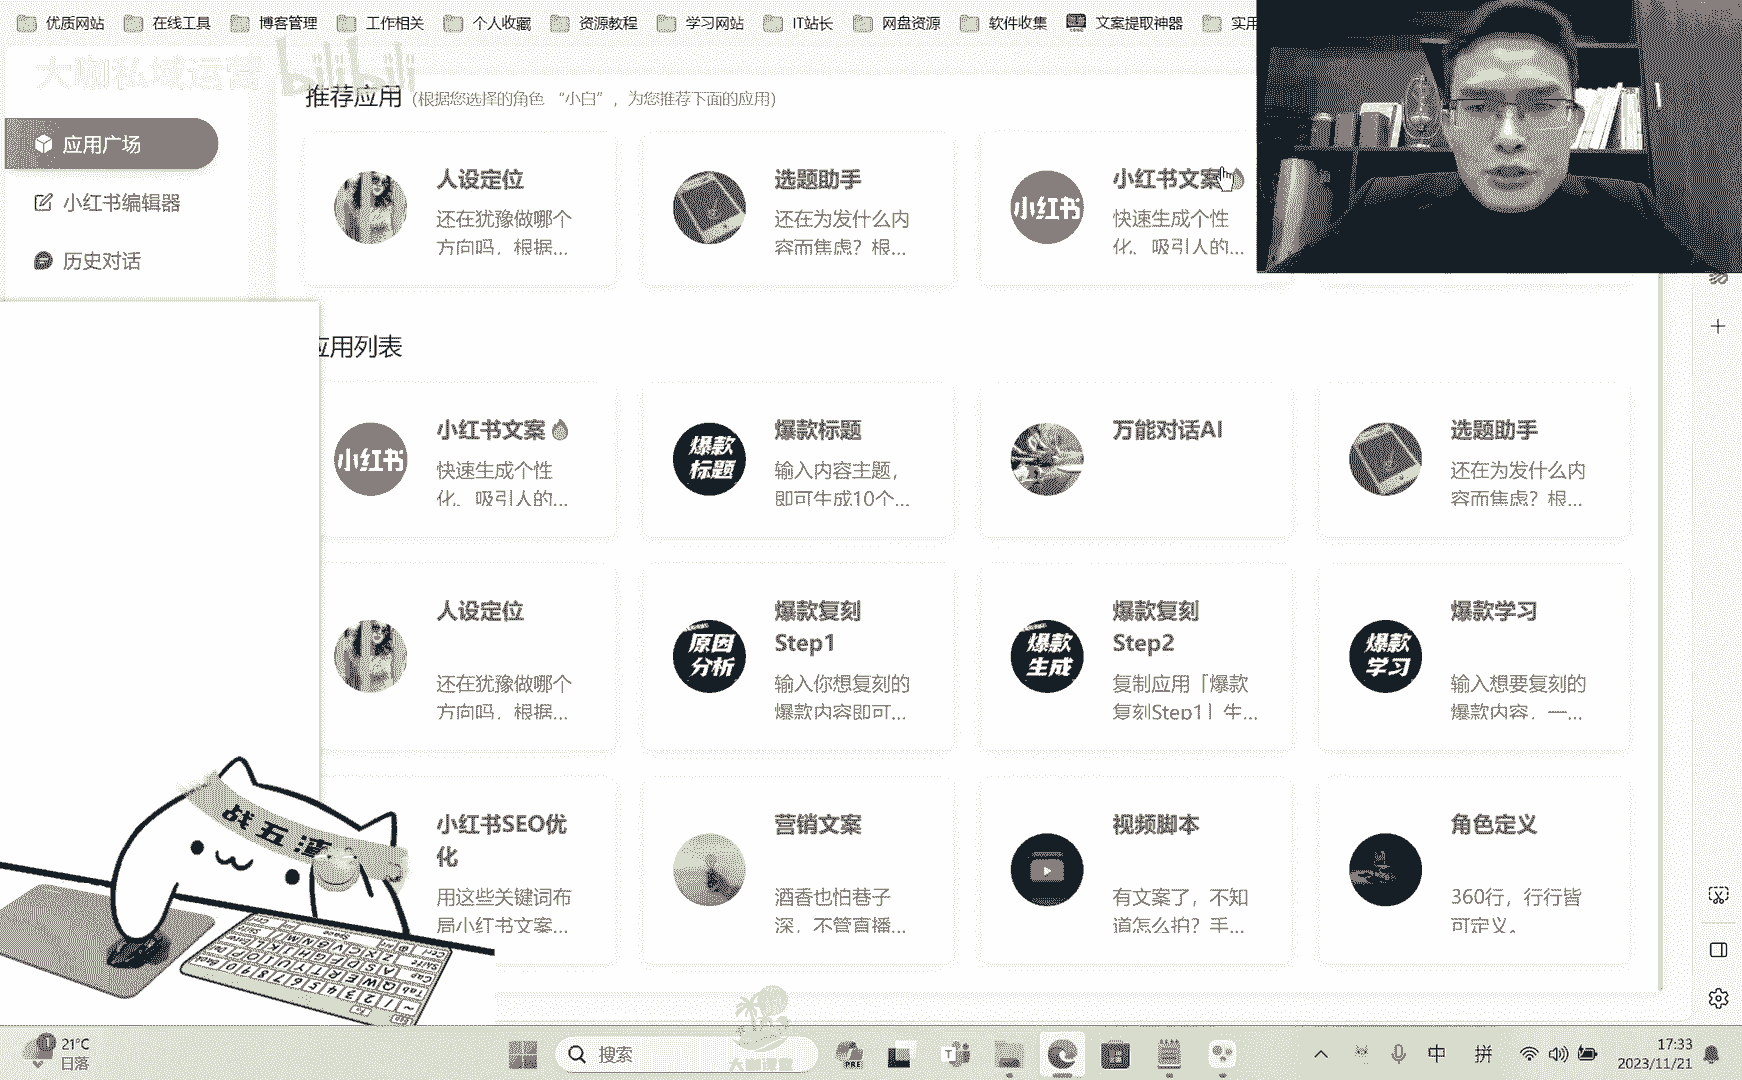 优质网站 在线工具 博客管理 工作相关 个人收藏 资源教程 学习网站 IT站长 网盘资源 软件收集 文案提取神器 实用
大咖私域运营 bilibili
推荐应用 (根据您选择的角色 “小白”，为您推荐下面的应用)
应用广场
小红书编辑器
历史对话
人设定位
还在犹豫做哪个
方向吗，根据...
选题助手
还在为发什么内
容而焦虑？根...
小红书
小红书文案
快速生成个性
化、吸引人的...
应用列表
小红书
小红书文案
快速生成个性
化、吸引人的...
爆款
标题
爆款标题
输入内容主题，
即可生成10个...
万能对话AI
选题助手
还在为发什么内
容而焦虑？根...
人设定位
还在犹豫做哪个
方向吗，根据...
原因
分析
爆款复刻
Step1
输入你想复刻的
爆款内容即可...
爆款
生成
爆款复刻
Step2
复制应用「爆款
复刻Step1」生...
爆款
学习
爆款学习
输入想要复刻的
爆款内容，一...
小红书SEO优
化
用这些关键词布
局小红书文案...
营销文案
酒香也怕巷子
深，不管直播...
视频脚本
有文案了，不知
道怎么拍？手...
角色定义
360行，行行皆
可定义。
战五渣
21°C
日落
搜索
PRE
中
拼
17:33
2023/11/21